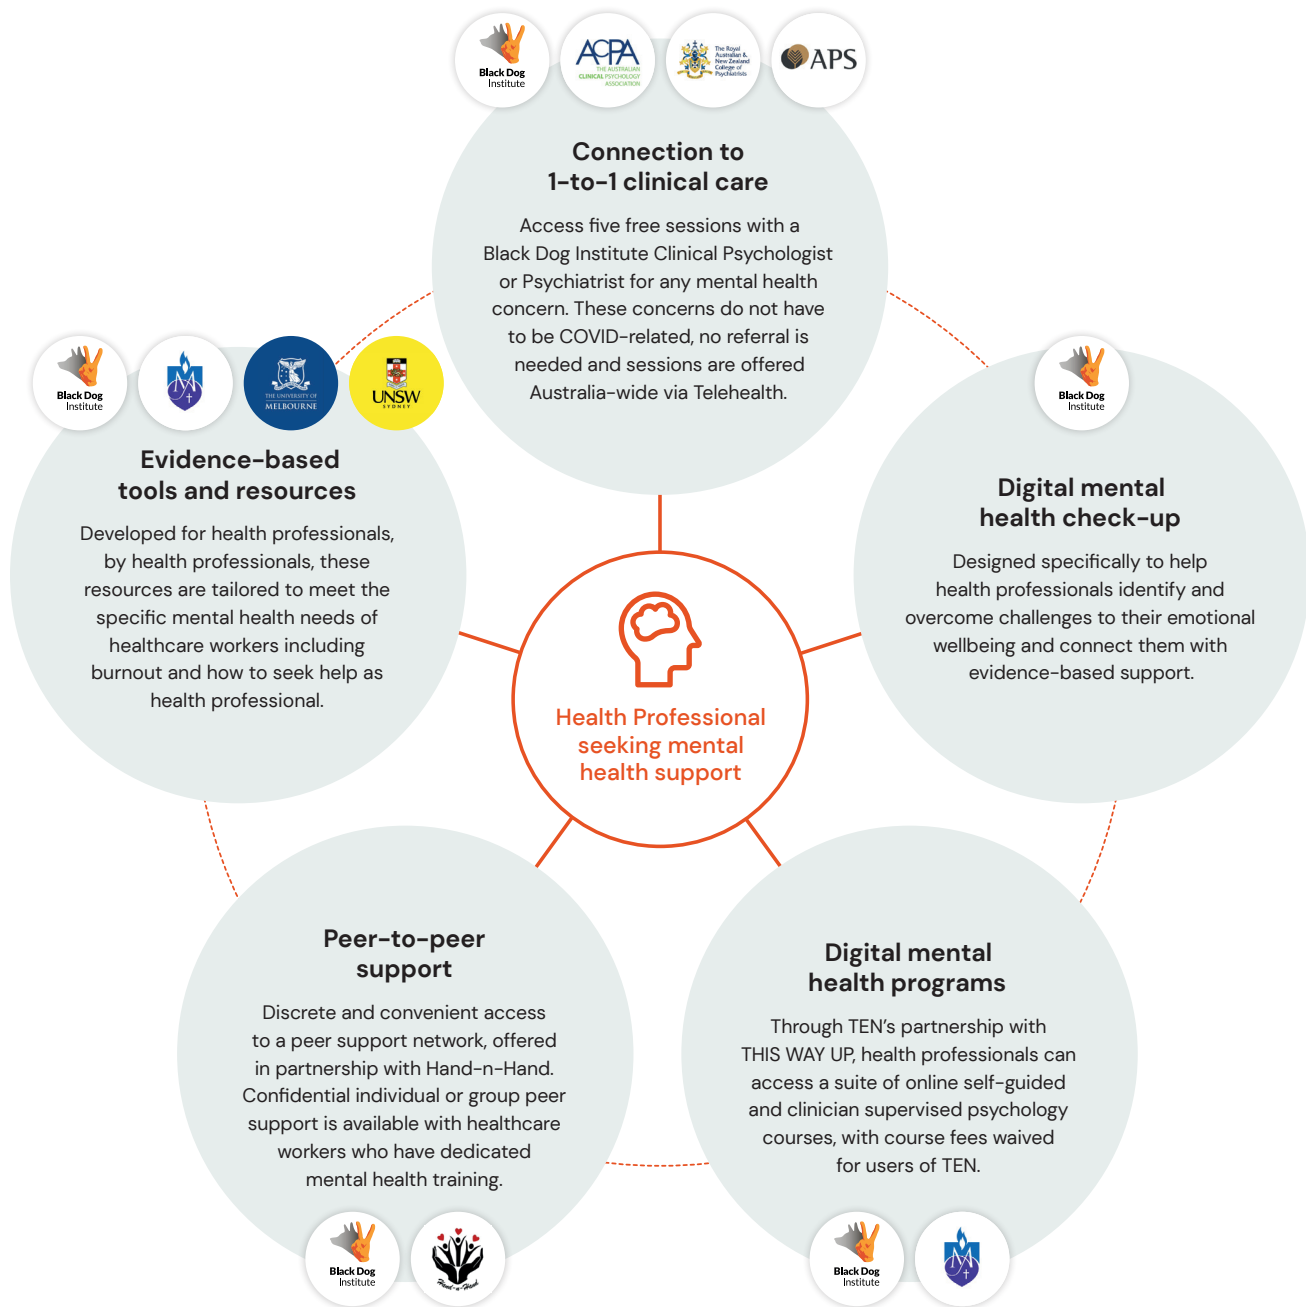 Black Dog
Institute
ACPA
THE AUSTRALIAN
CLINICAL PSYCHOLOGY
ASSOCIATION
The Royal
Australian &
New Zealand
College of
Psychiatrists
APS
Connection to
1-to-1 clinical care
Access five free sessions with a
Black Dog Institute Clinical Psychologist
or Psychiatrist for any mental health
concern. These concerns do not have
to be COVID-related, no referral is
needed and sessions are offered
Australia-wide via Telehealth.
Black Dog
Institute
M
THE UNIVERSITY OF
MELBOURNE
UNSW
SYDNEY
Evidence-based
tools and resources
Developed for health professionals,
by health professionals, these
resources are tailored to meet the
specific mental health needs of
healthcare workers including
burnout and how to seek help as
health professional.
Black Dog
Institute
Digital mental
health check-up
Designed specifically to help
health professionals identify and
overcome challenges to their emotional
wellbeing and connect them with
evidence-based support.
Health Professional
seeking mental
health support
Peer-to-peer
support
Discrete and convenient access
to a peer support network, offered
in partnership with Hand-n-Hand.
Confidential individual or group peer
support is available with healthcare
workers who have dedicated
mental health training.
Black Dog
Institute
Hand-n-Hand
Digital mental
health programs
Through TEN’s partnership with
THIS WAY UP, health professionals can
access a suite of online self-guided
and clinician supervised psychology
courses, with course fees waived
for users of TEN.
Black Dog
Institute
M